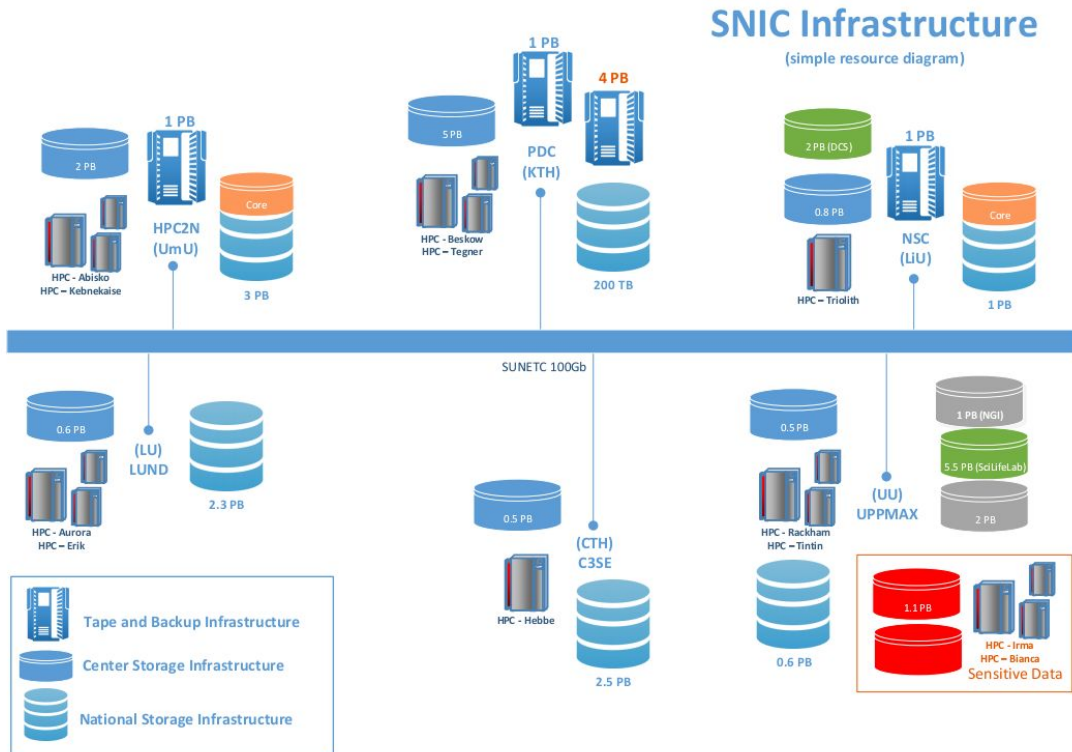 SNIC Infrastructure
(simple resource diagram)
1 PB
2 PB
HPC2N
(UmU)
HPC - Abisko
HPC – Kebnekaise
Core
3 PB
1 PB
4 PB
5 PB
PDC
(KTH)
HPC - Beskow
HPC – Tegner
200 TB
2 PB (DCS)
1 PB
0.8 PB
NSC
(LiU)
HPC – Triolith
Core
1 PB
SUNETC 100Gb
0.6 PB
(LU)
LUND
HPC - Aurora
HPC – Erik
2.3 PB
0.5 PB
(CTH)
C3SE
HPC - Hebbe
2.5 PB
0.5 PB
HPC - Rackham
HPC – Tintin
0.6 PB
(UU)
UPPMAX
1 PB (NGI)
5.5 PB (SciLifeLab)
2 PB
1.1 PB
HPC - Irma
HPC – Bianca
Sensitive Data
Tape and Backup Infrastructure
Center Storage Infrastructure
National Storage Infrastructure